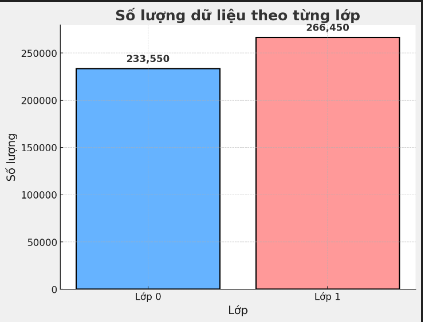 Số lượng dữ liệu theo từng lớp
266,450
233,550
250000
200000
150000
100000
50000
0
Số lượng
Lớp 0
Lớp 1
Lớp